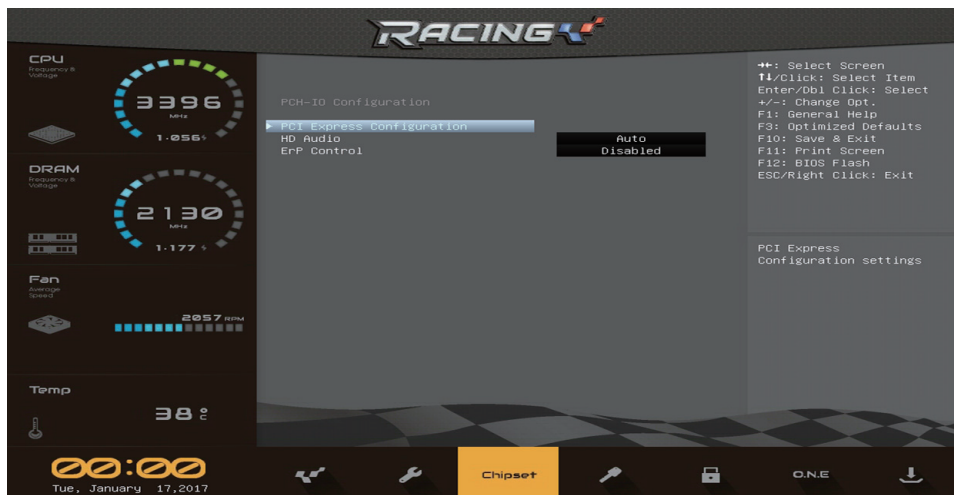 RACING
CPU
Frequency &
Voltage
3396
MHz
1.056
DRAM
Frequency &
Voltage
2130
MHz
1.177
Fan
Average
Speed
2057 RPM
Temp
38 °C
00:00
Tue, January 17,2017
PCH-IO Configuration
PCI Express Configuration
HD Audio Auto
ErP Control Disabled
→←: Select Screen
↑↓/Click: Select Item
Enter/Dbl Click: Select
+/-: Change Opt.
F1: General Help
F3: Optimized Defaults
F10: Save & Exit
F11: Print Screen
F12: BIOS Flash
ESC/Right Click: Exit
PCI Express
Configuration settings
Chipset
O.N.E